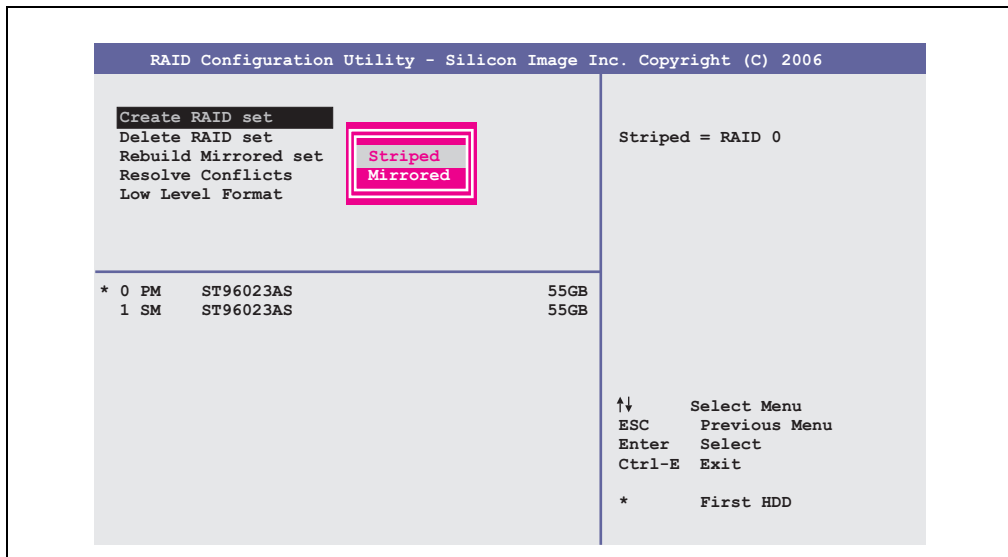 RAID Configuration Utility - Silicon Image Inc. Copyright (C) 2006
Create RAID set
Delete RAID set
Rebuild Mirrored set
Resolve Conflicts
Low Level Format
Striped
Mirrored
Striped = RAID 0
* 0 PM ST96023AS 55GB
1 SM ST96023AS 55GB
↑↓ Select Menu
ESC Previous Menu
Enter Select
Ctrl-E Exit
* First HDD